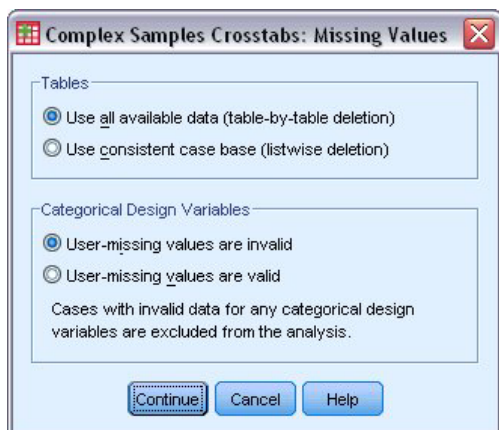 Complex Samples Crosstabs: Missing Values
Tables
Use all available data (table-by-table deletion)
Use consistent case base (listwise deletion)
Categorical Design Variables
User-missing values are invalid
User-missing values are valid
Cases with invalid data for any categorical design
variables are excluded from the analysis.
Continue
Cancel
Help